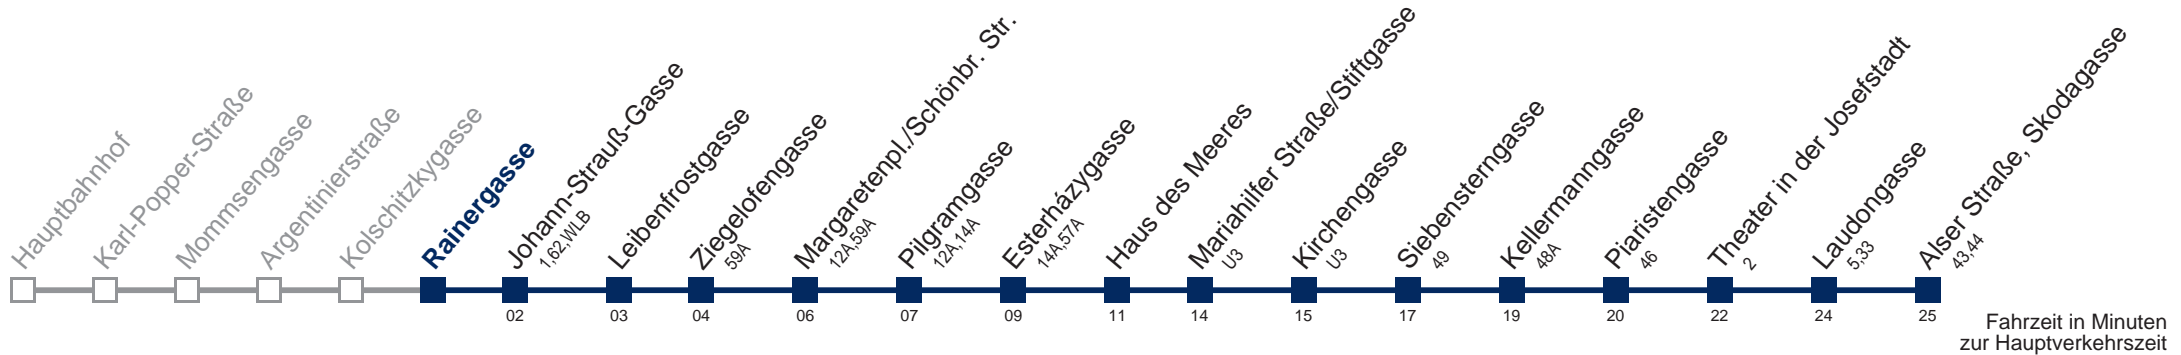 Hauptbahnhof
Karl-Popper-Straße
Mommsengasse
Argentinierstraße
Kolschitzkygasse
Rainergasse
Johann-Strauß-Gasse
1,62,WLB
02
Leibenfrostgasse
03
Ziegelofengasse
59A
04
Margaretenpl./Schönbr. Str.
12A,59A
06
Pilgramgasse
12A,14A
07
Esterházygasse
14A,57A
09
Haus des Meeres
11
Mariahilfer Straße/Stiftgasse
U3
14
Kirchengasse
U3
15
Siebensterngasse
49
17
Kellermanngasse
48A
19
Piaristengasse
46
20
Theater in der Josefstadt
2
22
Laudongasse
5,33
24
Alser Straße, Skodagasse
43,44
25
Fahrzeit in Minuten
zur Hauptverkehrszeit